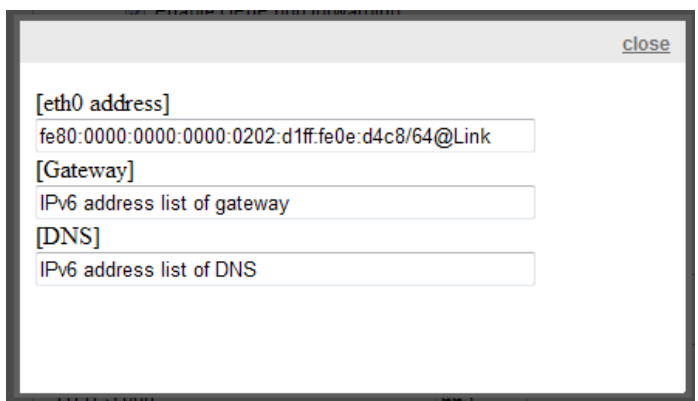 close
[eth0 address]
fe80:0000:0000:0000:0202:d1ff:fe0e:d4c8/64@Link
[Gateway]
IPv6 address list of gateway
[DNS]
IPv6 address list of DNS